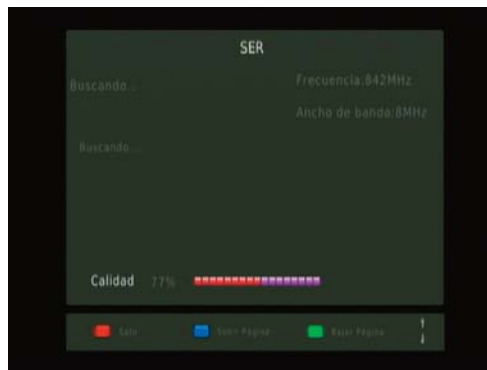 SER
Buscando...
Frecuencia:842MHz
Ancho de banda:8MHz
Buscando...
Calidad 77%
Salir Subir Página Bajar Página